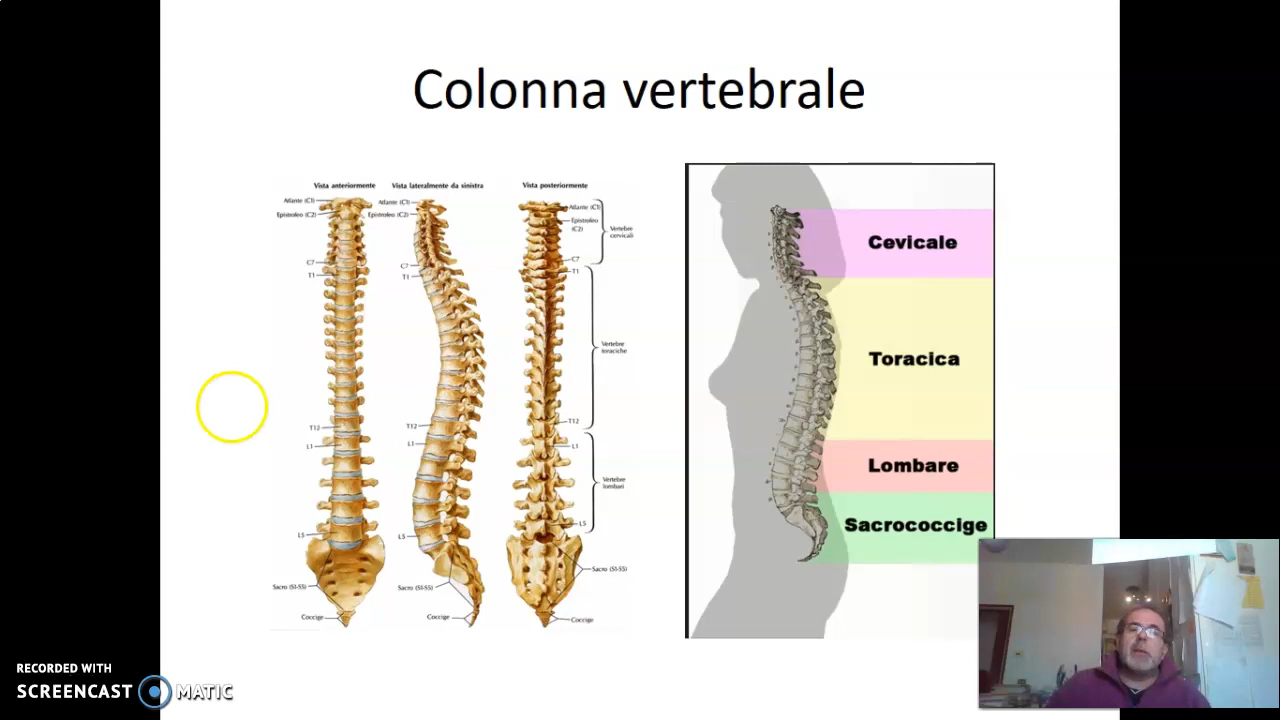 Colonna vertebrale
Vista anteriormente
Vista lateralmente da sinistra
Vista posteriormente
Atlante (C1)
Epistrofeo (C2)
C7
T1
T12
L1
L5
Sacro (S1-S5)
Coccige
Atlante (C1)
Epistrofeo (C2)
C7
T1
T12
L1
L5
Sacro (S1-S5)
Coccige
Atlante (C1)
Epistrofeo
(C2)
Vertebre
cervicali
C7
T1
Vertebre
toraciche
T12
L1
Vertebre
lombari
L5
Sacro (S1-S5)
Coccige
Cevicale
Toracica
Lombare
Sacrococcige
RECORDED WITH
SCREENCAST MATIC